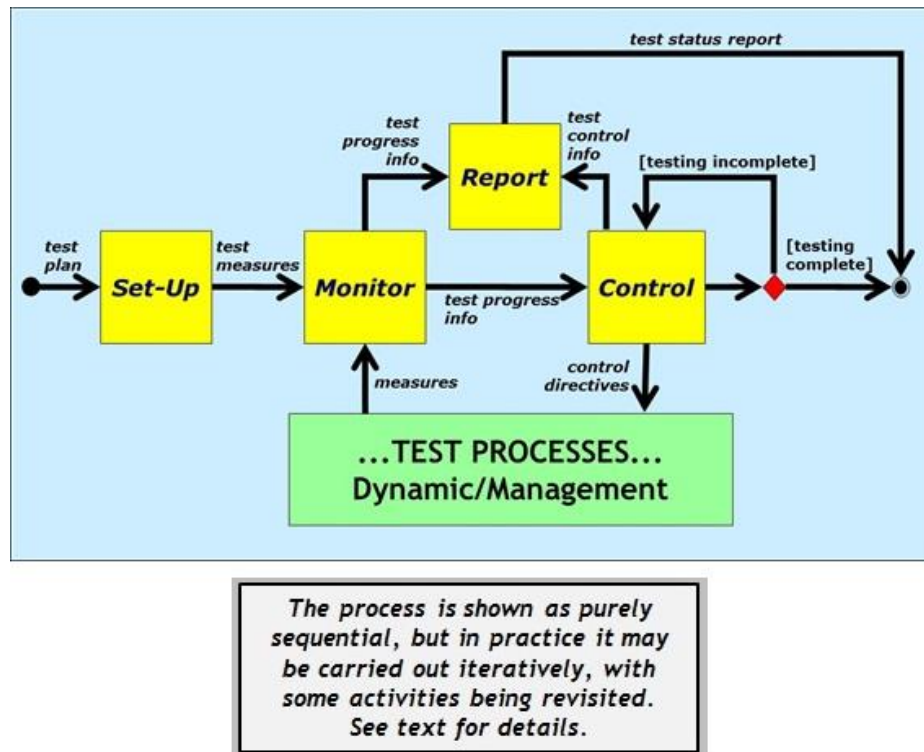 test status report
test
progress
info
test
control
info
Report
[testing incomplete]
test
plan
Set-Up
test
measures
Monitor
test progress
info
Control
[testing
complete]
measures
control
directives
...TEST PROCESSES...
Dynamic/Management
The process is shown as purely
sequential, but in practice it may
be carried out iteratively, with
some activities being revisited.
See text for details.